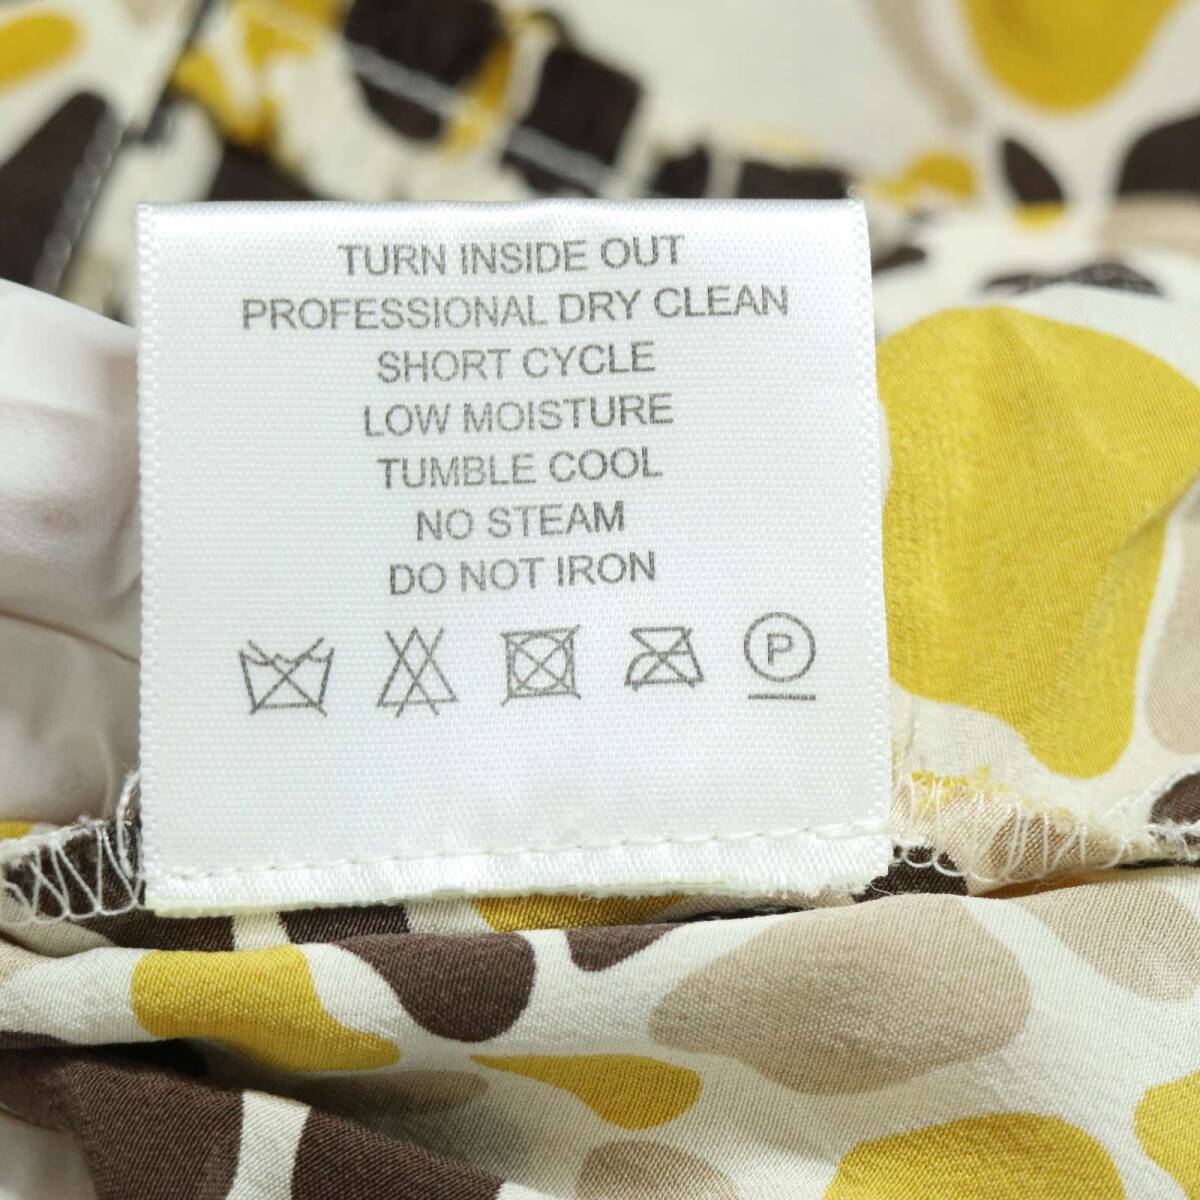 TURN INSIDE OUT
PROFESSIONAL DRY CLEAN
SHORT CYCLE
LOW MOISTURE
TUMBLE COOL
NO STEAM
DO NOT IRON
P